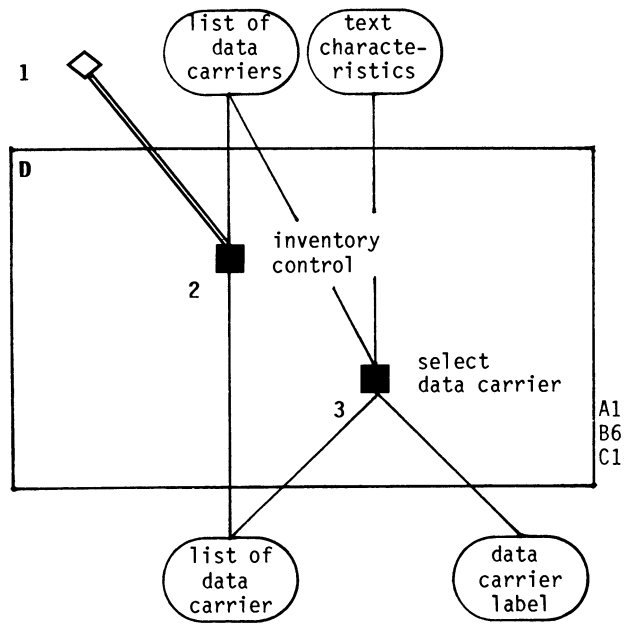 list of
data
carriers
text
characte-
ristics
1
D
inventory
control
2
select
data carrier
3
A1
B6
C1
list of
data
carrier
data
carrier
label